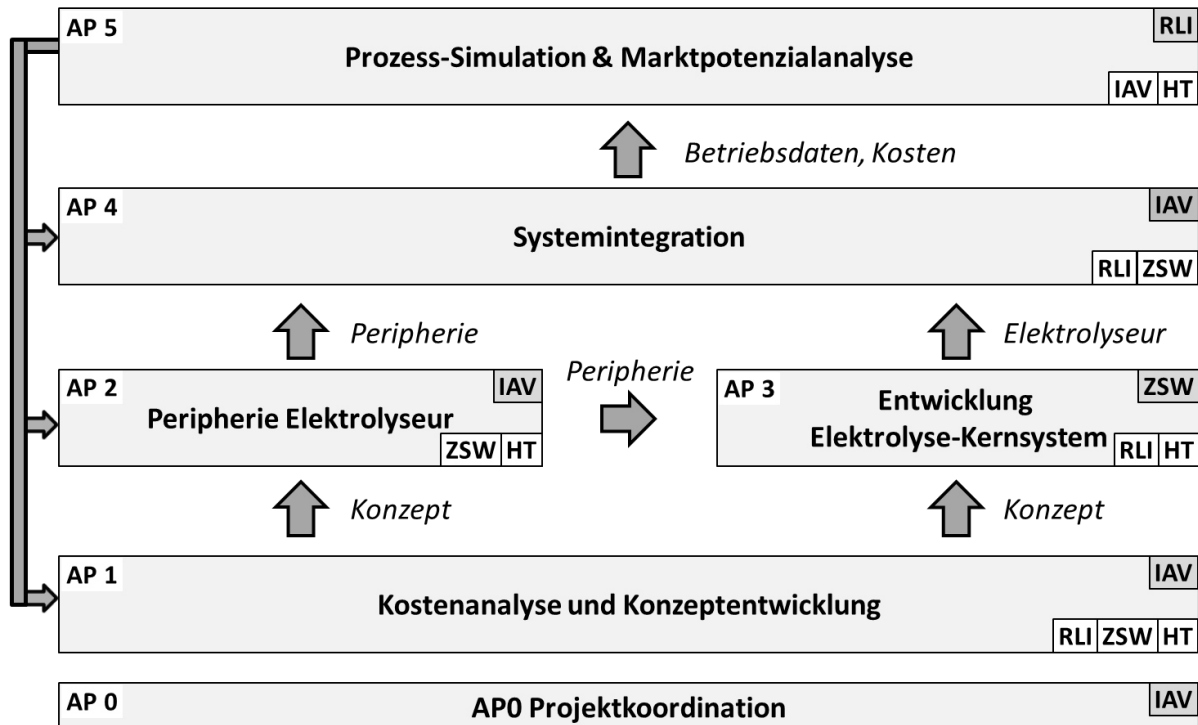 AP 5
RLI
Prozess-Simulation & Marktpotenzialanalyse
IAV HT
Betriebsdaten, Kosten
AP 4
IAV
Systemintegration
RLI ZSW
Peripherie
Elektrolyseur
Peripherie
AP 2
IAV
Peripherie Elektrolyseur
ZSW HT
AP 3
ZSW
Entwicklung
Elektrolyse-Kernsystem
RLI HT
Konzept
Konzept
AP 1
IAV
Kostenanalyse und Konzeptentwicklung
RLI ZSW HT
AP 0
IAV
AP0 Projektkoordination